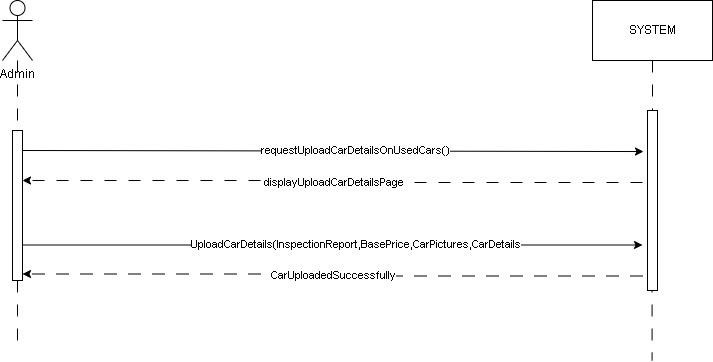 SYSTEM
Admin
requestUploadCarDetailsOnUsedCars()
displayUploadCarDetailsPage
UploadCarDetails(InspectionReport,BasePrice,CarPictures,CarDetails
CarUploadedSuccessfully